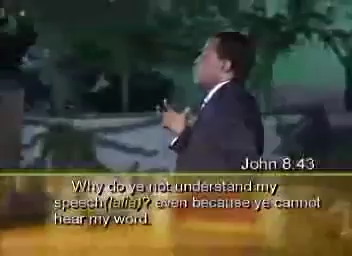 John 8:43
Why do ye not understand my
speech(lalia)? even because ye cannot
hear my word.